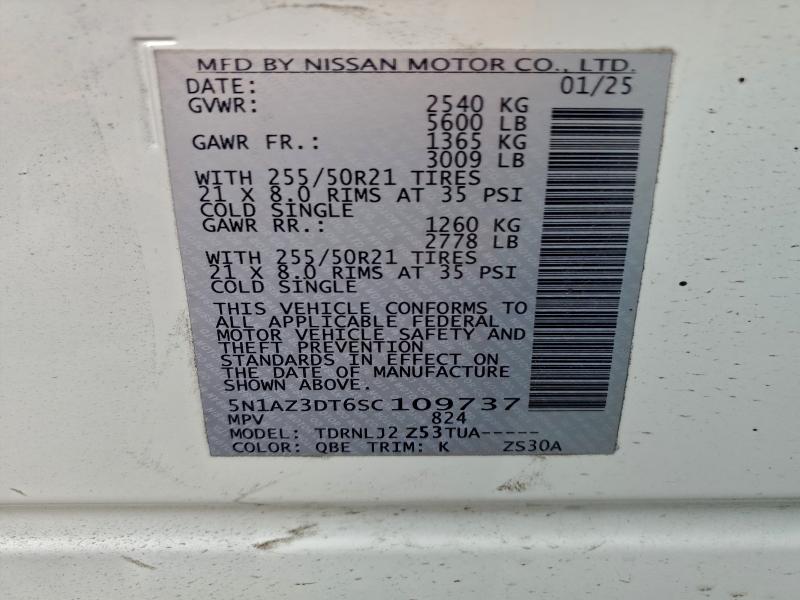 MFD BY NISSAN MOTOR CO., LTD.
DATE: 01/25
GVWR: 2540 KG
5600 LB
GAWR FR.: 1365 KG
3009 LB
WITH 255/50R21 TIRES
21 X 8.0 RIMS AT 35 PSI
COLD SINGLE
GAWR RR.: 1260 KG
2778 LB
WITH 255/50R21 TIRES
21 X 8.0 RIMS AT 35 PSI
COLD SINGLE
THIS VEHICLE CONFORMS TO
ALL APPLICABLE FEDERAL
MOTOR VEHICLE SAFETY AND
THEFT PREVENTION
STANDARDS IN EFFECT ON
THE DATE OF MANUFACTURE
SHOWN ABOVE.
5N1AZ3DT6SC109737
MPV 824
MODEL: TDRNLJ2 Z53TUA-----
COLOR: QBE TRIM: K ZS30A